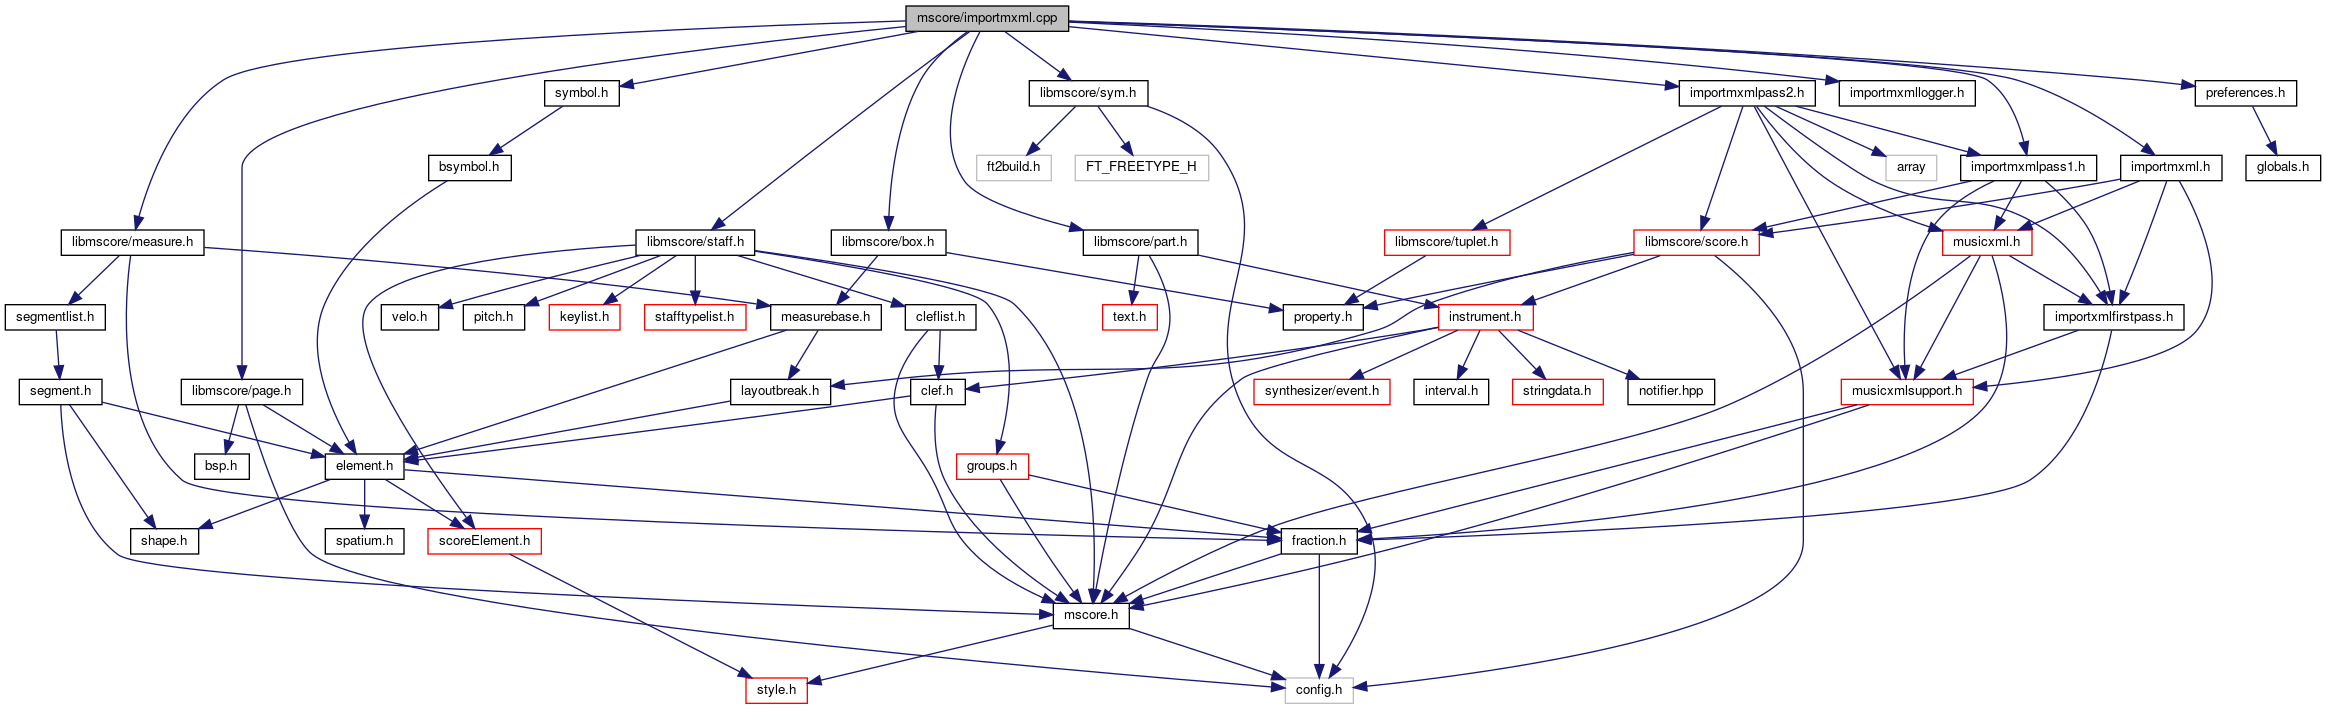 mscore/importmxml.cpp
symbol.h
libmscore/sym.h
importmxmlpass2.h
importmxmllogger.h
preferences.h
bsymbol.h
ft2build.h
FT_FREETYPE_H
array
importmxmlpass1.h
importmxml.h
globals.h
libmscore/measure.h
libmscore/staff.h
libmscore/box.h
libmscore/part.h
libmscore/tuplet.h
libmscore/score.h
musicxml.h
segmentlist.h
velo.h
pitch.h
keylist.h
stafftypelist.h
measurebase.h
cleflist.h
text.h
property.h
instrument.h
importxmlfirstpass.h
segment.h
libmscore/page.h
layoutbreak.h
clef.h
synthesizer/event.h
interval.h
stringdata.h
notifier.hpp
musicxmlsupport.h
bsp.h
element.h
groups.h
shape.h
spatium.h
scoreElement.h
fraction.h
mscore.h
style.h
config.h